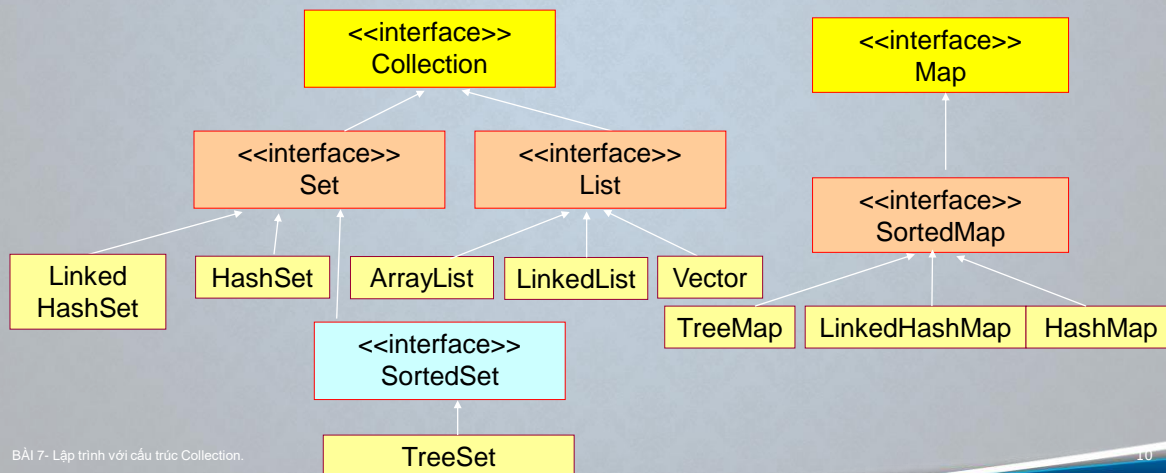 <<interface>>
Collection
<<interface>>
Map
<<interface>>
Set
<<interface>>
List
<<interface>>
SortedMap
Linked
HashSet
HashSet
ArrayList
LinkedList
Vector
TreeMap
LinkedHashMap
HashMap
<<interface>>
SortedSet
TreeSet
BÀI 7- Lập trình với cấu trúc Collection.
10